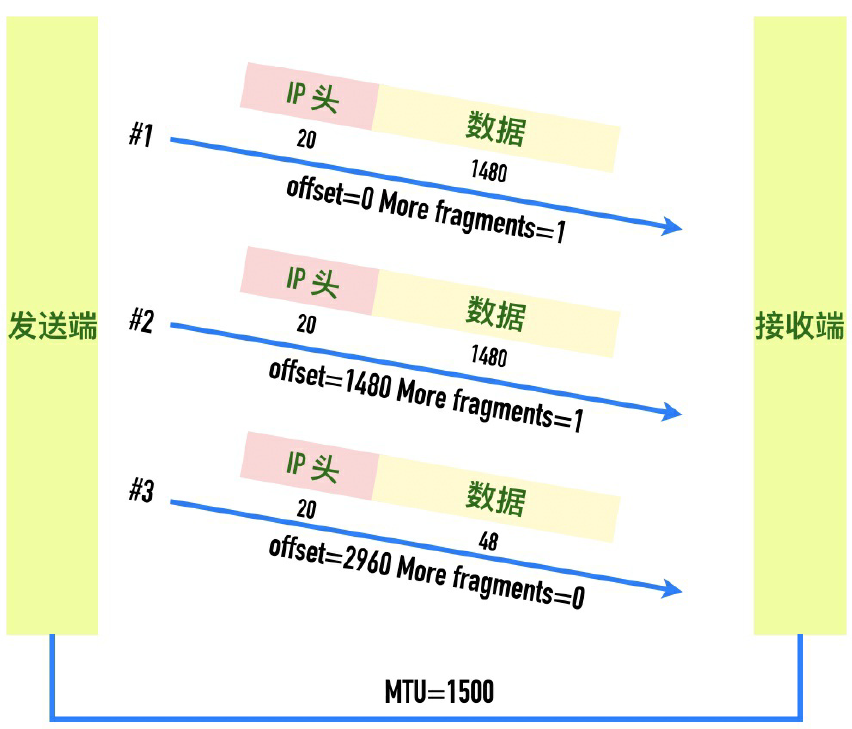 发送端
#1
IP 头
数据
20
1480
offset=0 More fragments=1
#2
IP 头
数据
20
1480
offset=1480 More fragments=1
#3
IP 头
数据
20
48
offset=2960 More fragments=0
接收端
MTU=1500